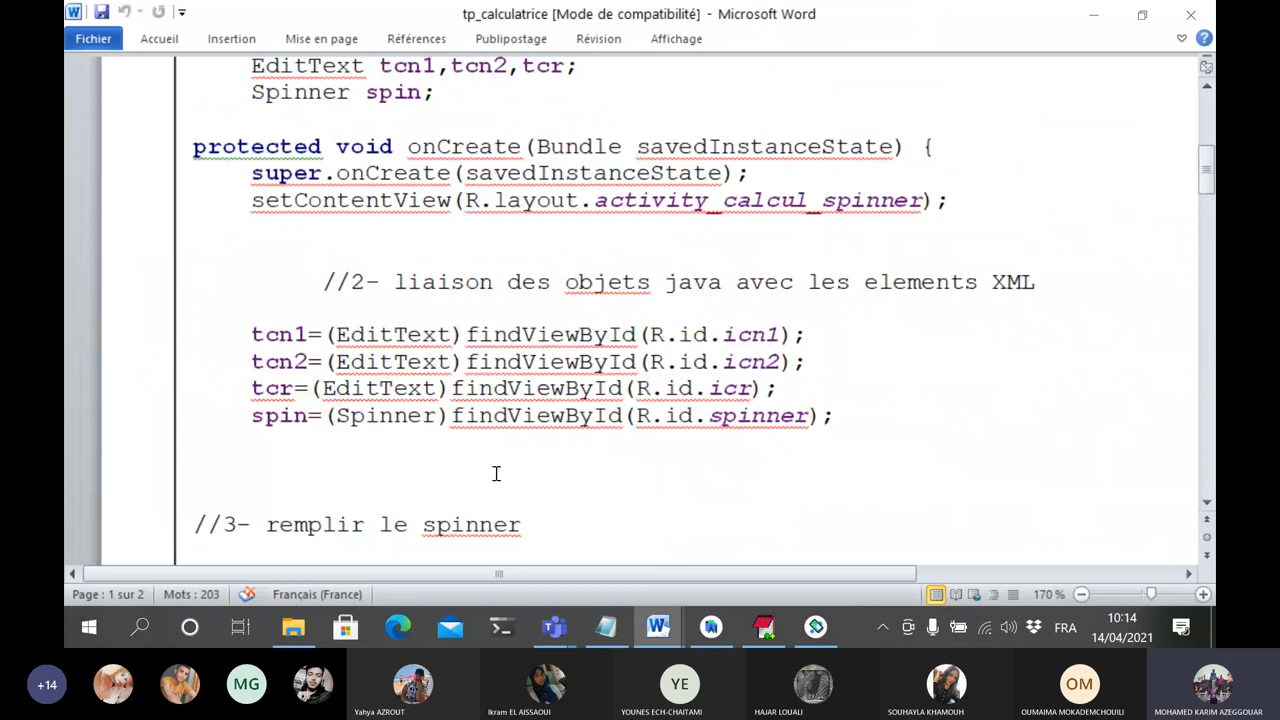 tp_calculatrice [Mode de compatibilité] - Microsoft Word
Fichier Accueil Insertion Mise en page Références Publipostage Révision Affichage
EditText tcn1,tcn2,tcr;
Spinner spin;
protected void onCreate(Bundle savedInstanceState) {
super.onCreate(savedInstanceState);
setContentView(R.layout.activity_calcul_spinner);
//2- liaison des objets java avec les elements XML
tcn1=(EditText)findViewById(R.id.icn1);
tcn2=(EditText)findViewById(R.id.icn2);
tcr=(EditText)findViewById(R.id.icr);
spin=(Spinner)findViewById(R.id.spinner);
//3- remplir le spinner
Page : 1 sur 2 Mots : 203 Français (France) 170 %
FRA
10:14
14/04/2021
+14 MG YE OM
Yahya AZROUT Ikram EL AISSAOUI YOUNES ECH-CHAITAMI HAJAR LOUALI SOUHAYLA KHAMOUH OUMAIMA MOKADEMCHOUILI MOHAMED KARIM AZEGGOUAR